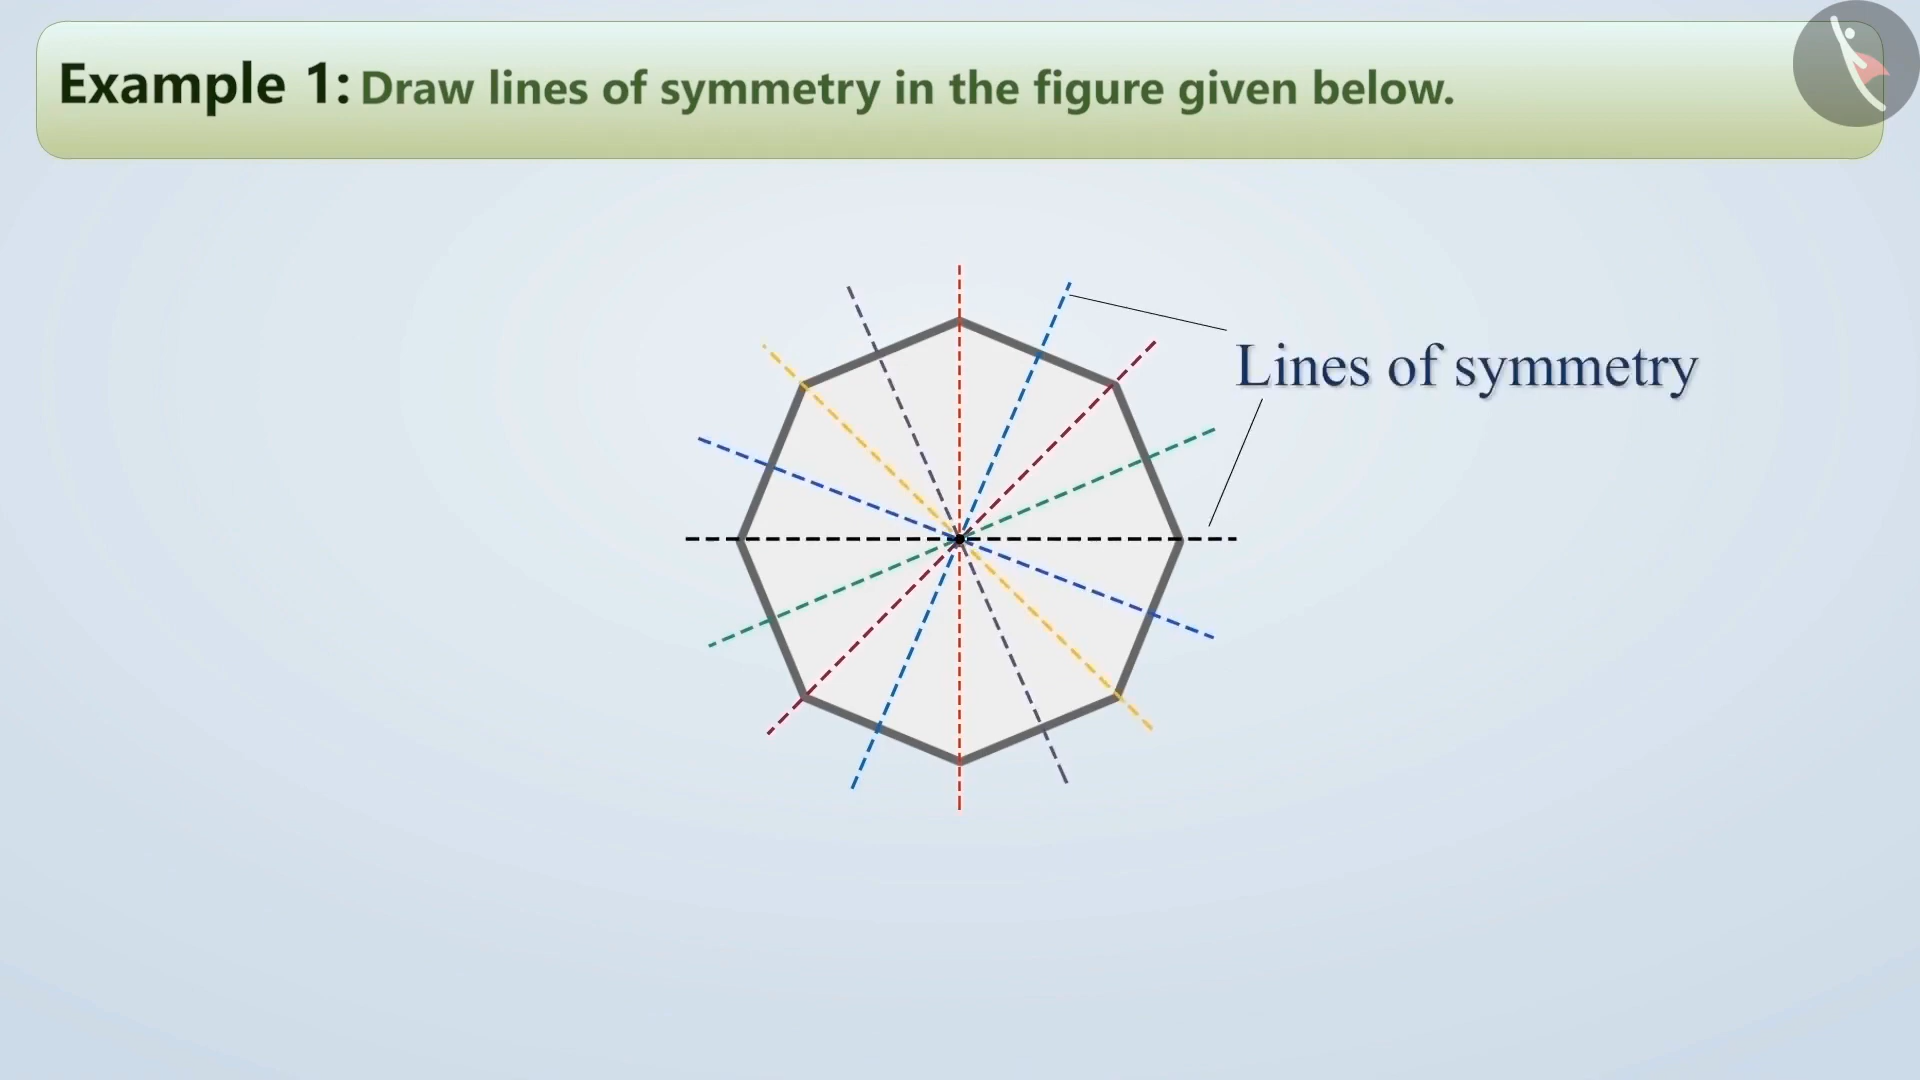 Example 1: Draw lines of symmetry in the figure given below.
Lines of symmetry